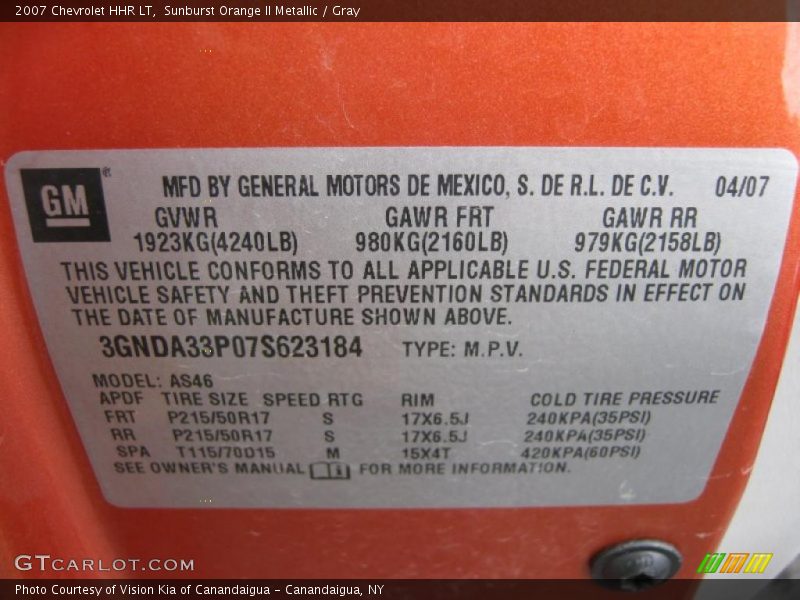 2007 Chevrolet HHR LT,  Sunburst Orange II Metallic / Gray
GM
MFD BY GENERAL MOTORS DE MEXICO, S. DE R.L. DE C.V. 04/07
GVWR GAWR FRT GAWR RR
1923KG(4240LB) 980KG(2160LB) 979KG(2158LB)
THIS VEHICLE CONFORMS TO ALL APPLICABLE U.S. FEDERAL MOTOR
VEHICLE SAFETY AND THEFT PREVENTION STANDARDS IN EFFECT ON
THE DATE OF MANUFACTURE SHOWN ABOVE.
3GNDA33P07S623184 TYPE: M.P.V.
MODEL: AS46
APDF TIRE SIZE SPEED RTG RIM COLD TIRE PRESSURE
FRT P215/50R17 S 17X6.5J 240KPA(35PSI)
RR P215/50R17 S 17X6.5J 240KPA(35PSI)
SPA T115/70D15 M 15X4T 420KPA(60PSI)
SEE OWNER'S MANUAL FOR MORE INFORMATION.
GTCARLOT.COM
Photo Courtesy of Vision Kia of Canandaigua - Canandaigua, NY